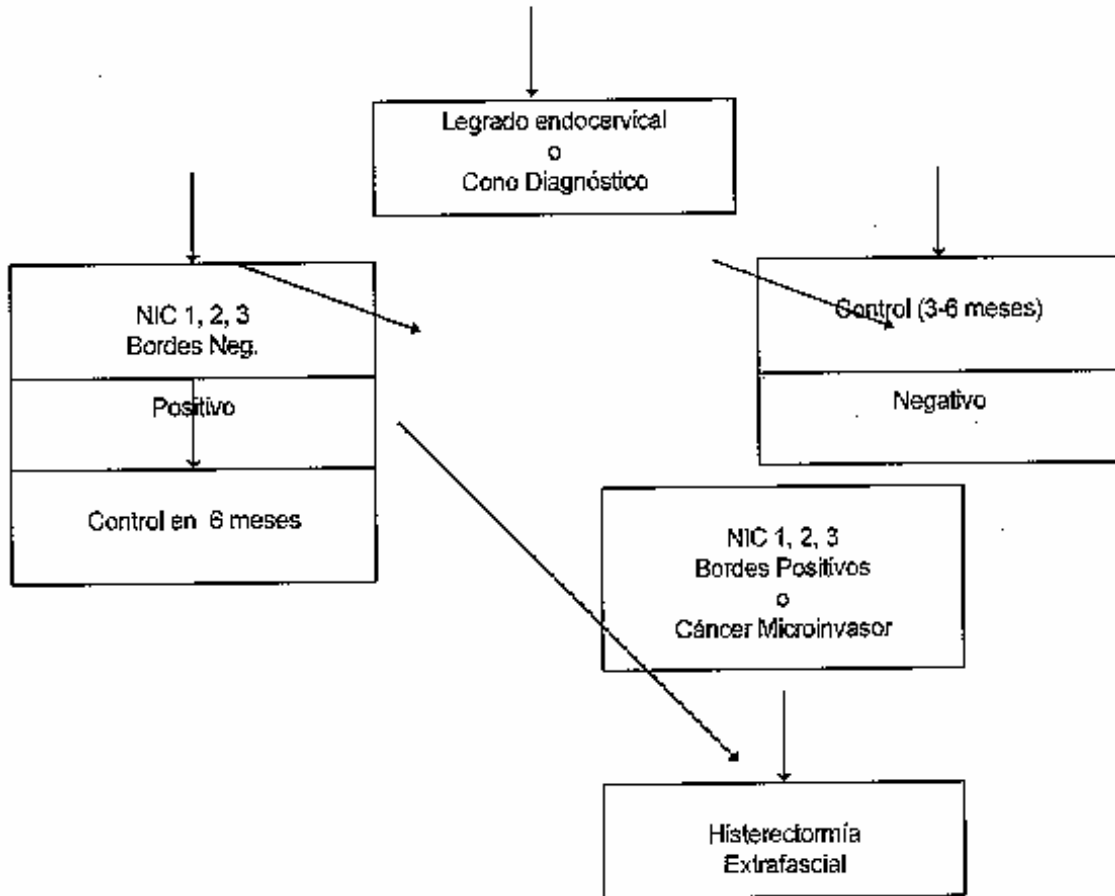 Legrado endocervical
o
Cono Diagnóstico
NIC 1, 2, 3
Bordes Neg.
Positivo
Control en 6 meses
Control (3-6 meses)
Negativo
NIC 1, 2, 3
Bordes Positivos
o
Cáncer Microinvasor
Histerectormía
Extrafascial